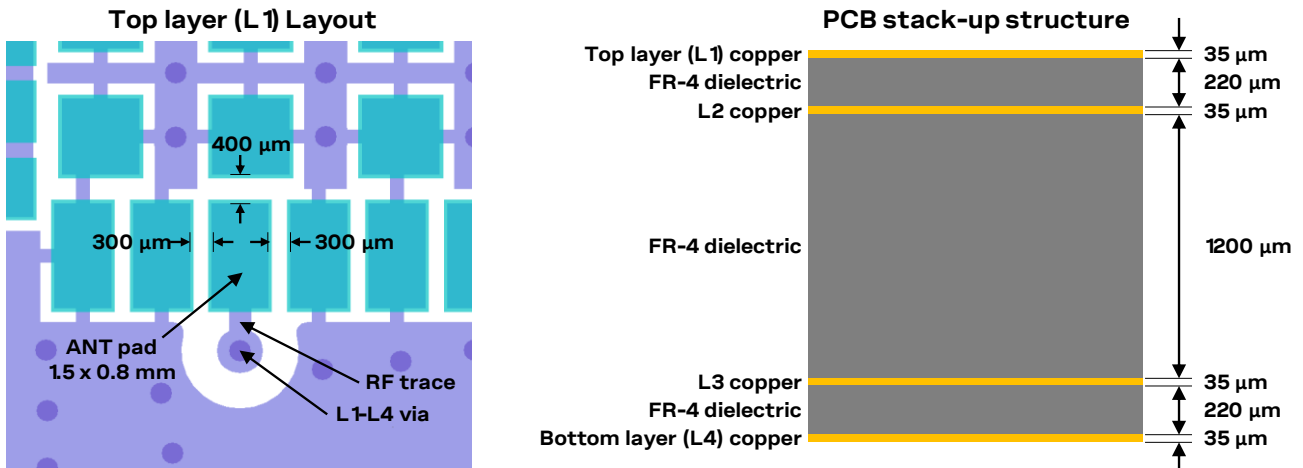 Top layer (L1) Layout
400 µm
300 µm
300 µm
ANT pad
1.5 x 0.8 mm
RF trace
L1-L4 via
PCB stack-up structure
Top layer (L1) copper
35 µm
FR-4 dielectric
220 µm
L2 copper
35 µm
FR-4 dielectric
1200 µm
L3 copper
35 µm
FR-4 dielectric
220 µm
Bottom layer (L4) copper
35 µm